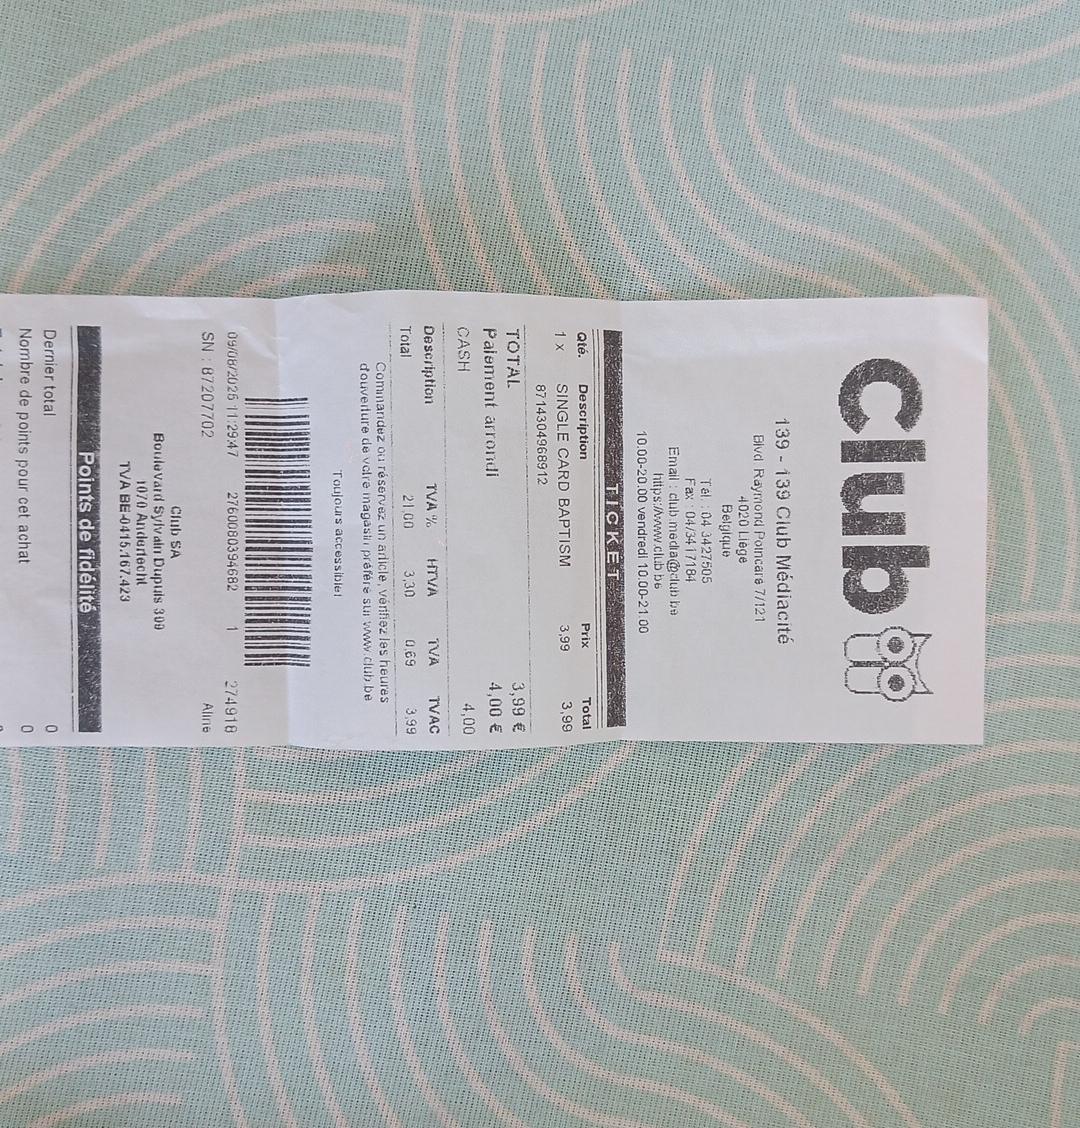 Club
139 - 139 Club Médiacité
Blvd Raymond Poincaré 7/121
4020 Liège
Belgique
Tél : 04 3427505
Fax : 04/3417184
Email : club.media@club.be
https://www.club.be
10.00-20.00 vendredi 10.00-21.00
TICKET
Qté. Description Prix Total
1 x SINGLE CARD BAPTISM 3,99 3,99
8714304968912
TOTAL 3,99 €
Paiement arrondi 4,00 €
CASH 4,00
Description TVA % HTVA TVA TVAC
Total 21,00 3,30 0,69 3,99
Commandez ou réservez un article, vérifiez les heures
d'ouverture de votre magasin préféré sur www.club.be
Toujours accessible!
09/08/2025 11:29:47 2760080394682 1 274918
SN : 87207702 Aline
Club SA
Boulevard Sylvain Dupuis 399
1070 Anderlecht
TVA BE-0415.167.423
Points de fidélité
Dernier total 0
Nombre de points pour cet achat 0